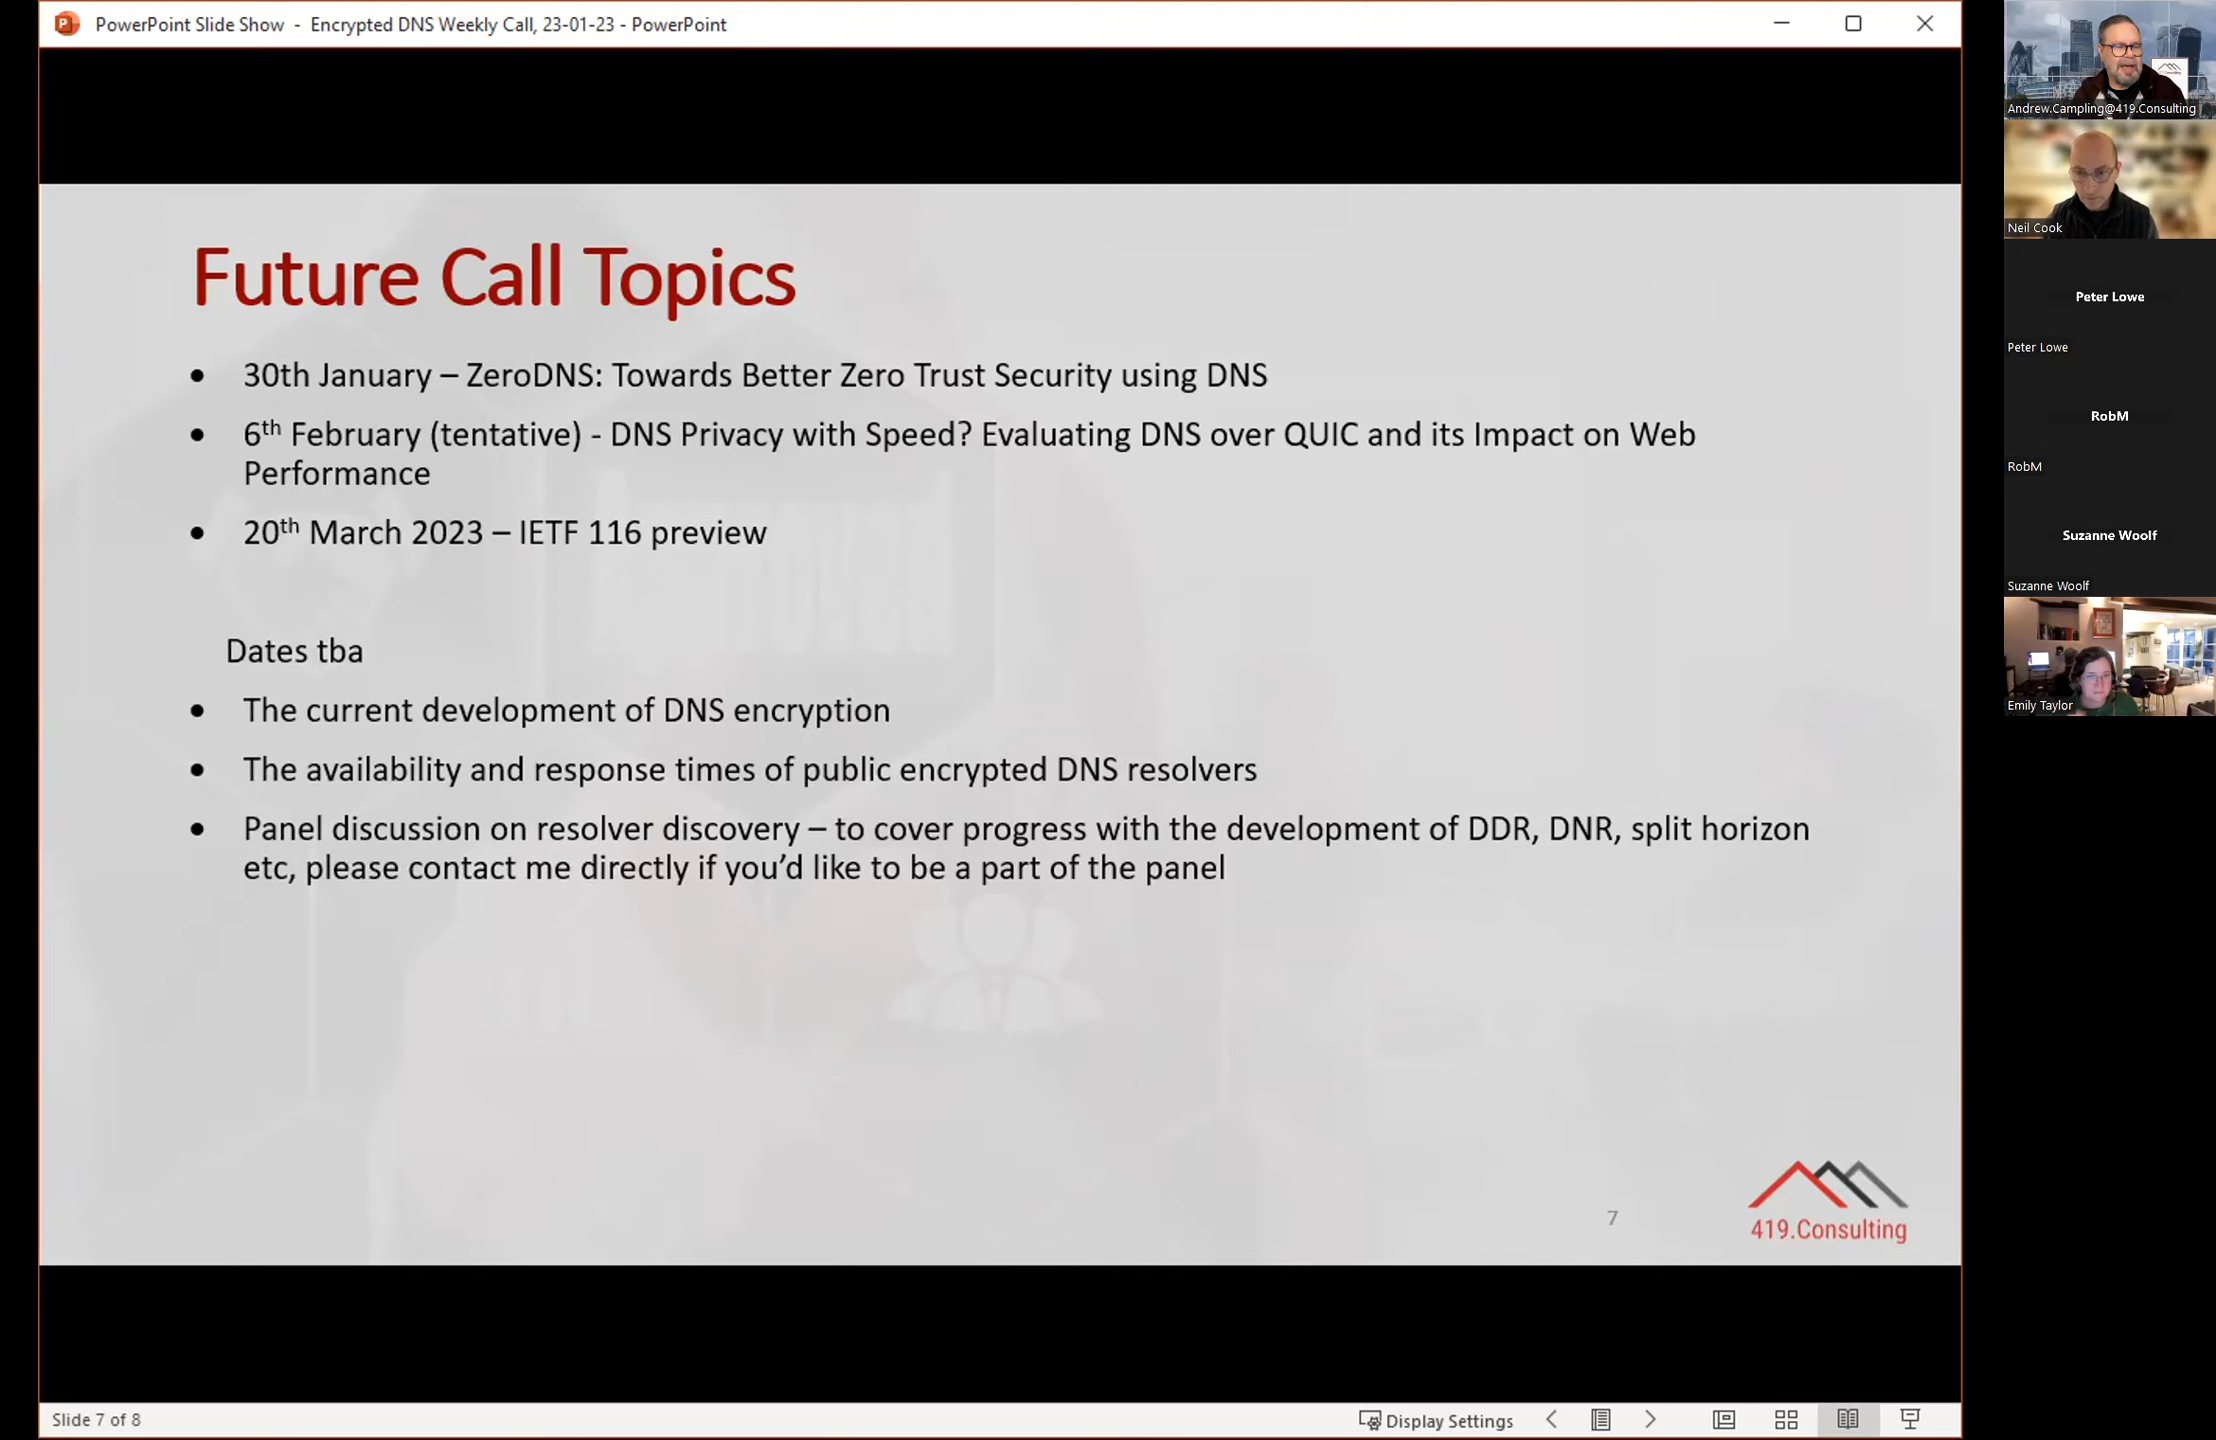 PowerPoint Slide Show - Encrypted DNS Weekly Call, 23-01-23 - PowerPoint
Future Call Topics
• 30th January – ZeroDNS: Towards Better Zero Trust Security using DNS
• 6th February (tentative) - DNS Privacy with Speed? Evaluating DNS over QUIC and its Impact on Web
Performance
• 20th March 2023 – IETF 116 preview
Dates tba
• The current development of DNS encryption
• The availability and response times of public encrypted DNS resolvers
• Panel discussion on resolver discovery – to cover progress with the development of DDR, DNR, split horizon
etc, please contact me directly if you’d like to be a part of the panel
7
419.Consulting
Slide 7 of 8
Display Settings
Andrew.Campling@419.Consulting
Neil Cook
Peter Lowe
Peter Lowe
RobM
RobM
Suzanne Woolf
Suzanne Woolf
Emily Taylor